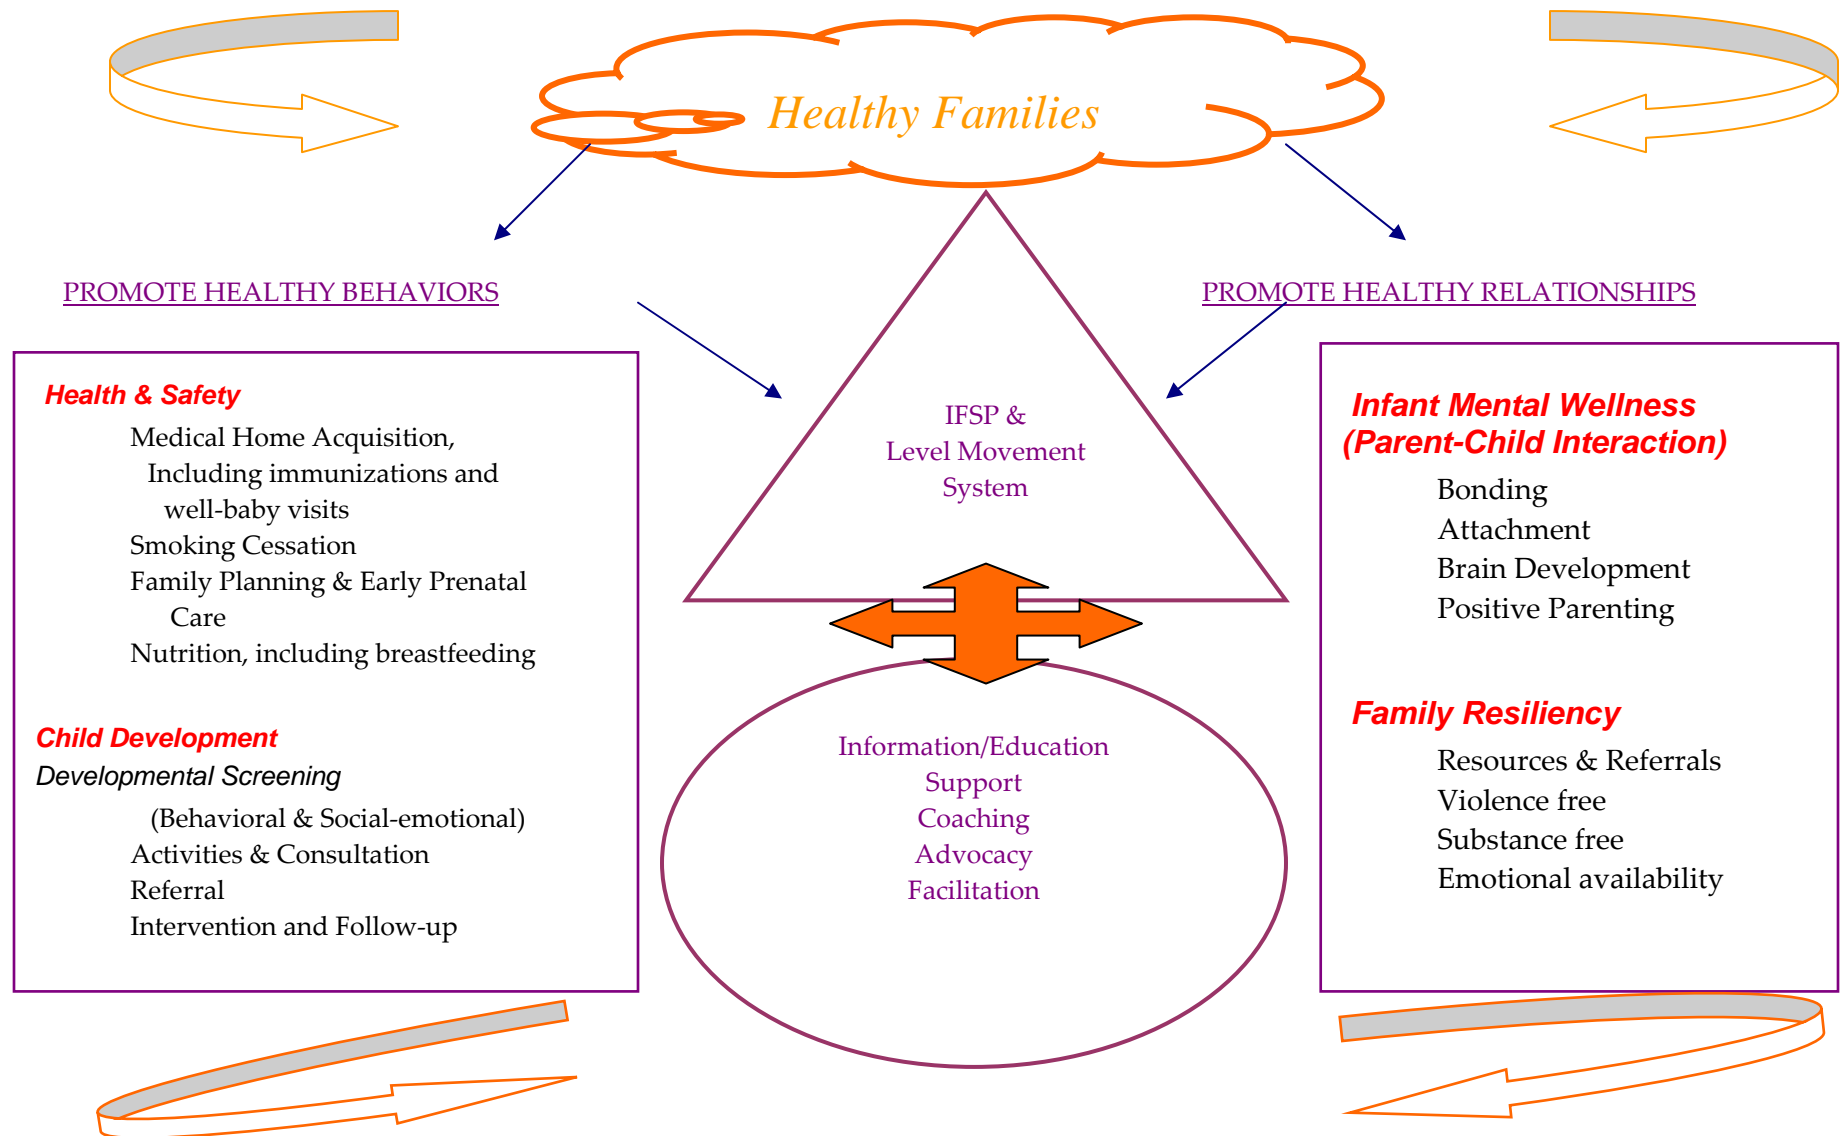 Healthy Families
PROMOTE HEALTHY BEHAVIORS
PROMOTE HEALTHY RELATIONSHIPS
Health & Safety
Medical Home Acquisition,
Including immunizations and
well-baby visits
Smoking Cessation
Family Planning & Early Prenatal
Care
Nutrition, including breastfeeding
Child Development
Developmental Screening
(Behavioral & Social-emotional)
Activities & Consultation
Referral
Intervention and Follow-up
IFSP &
Level Movement
System
Information/Education
Support
Coaching
Advocacy
Facilitation
Infant Mental Wellness
(Parent-Child Interaction)
Bonding
Attachment
Brain Development
Positive Parenting
Family Resiliency
Resources & Referrals
Violence free
Substance free
Emotional availability